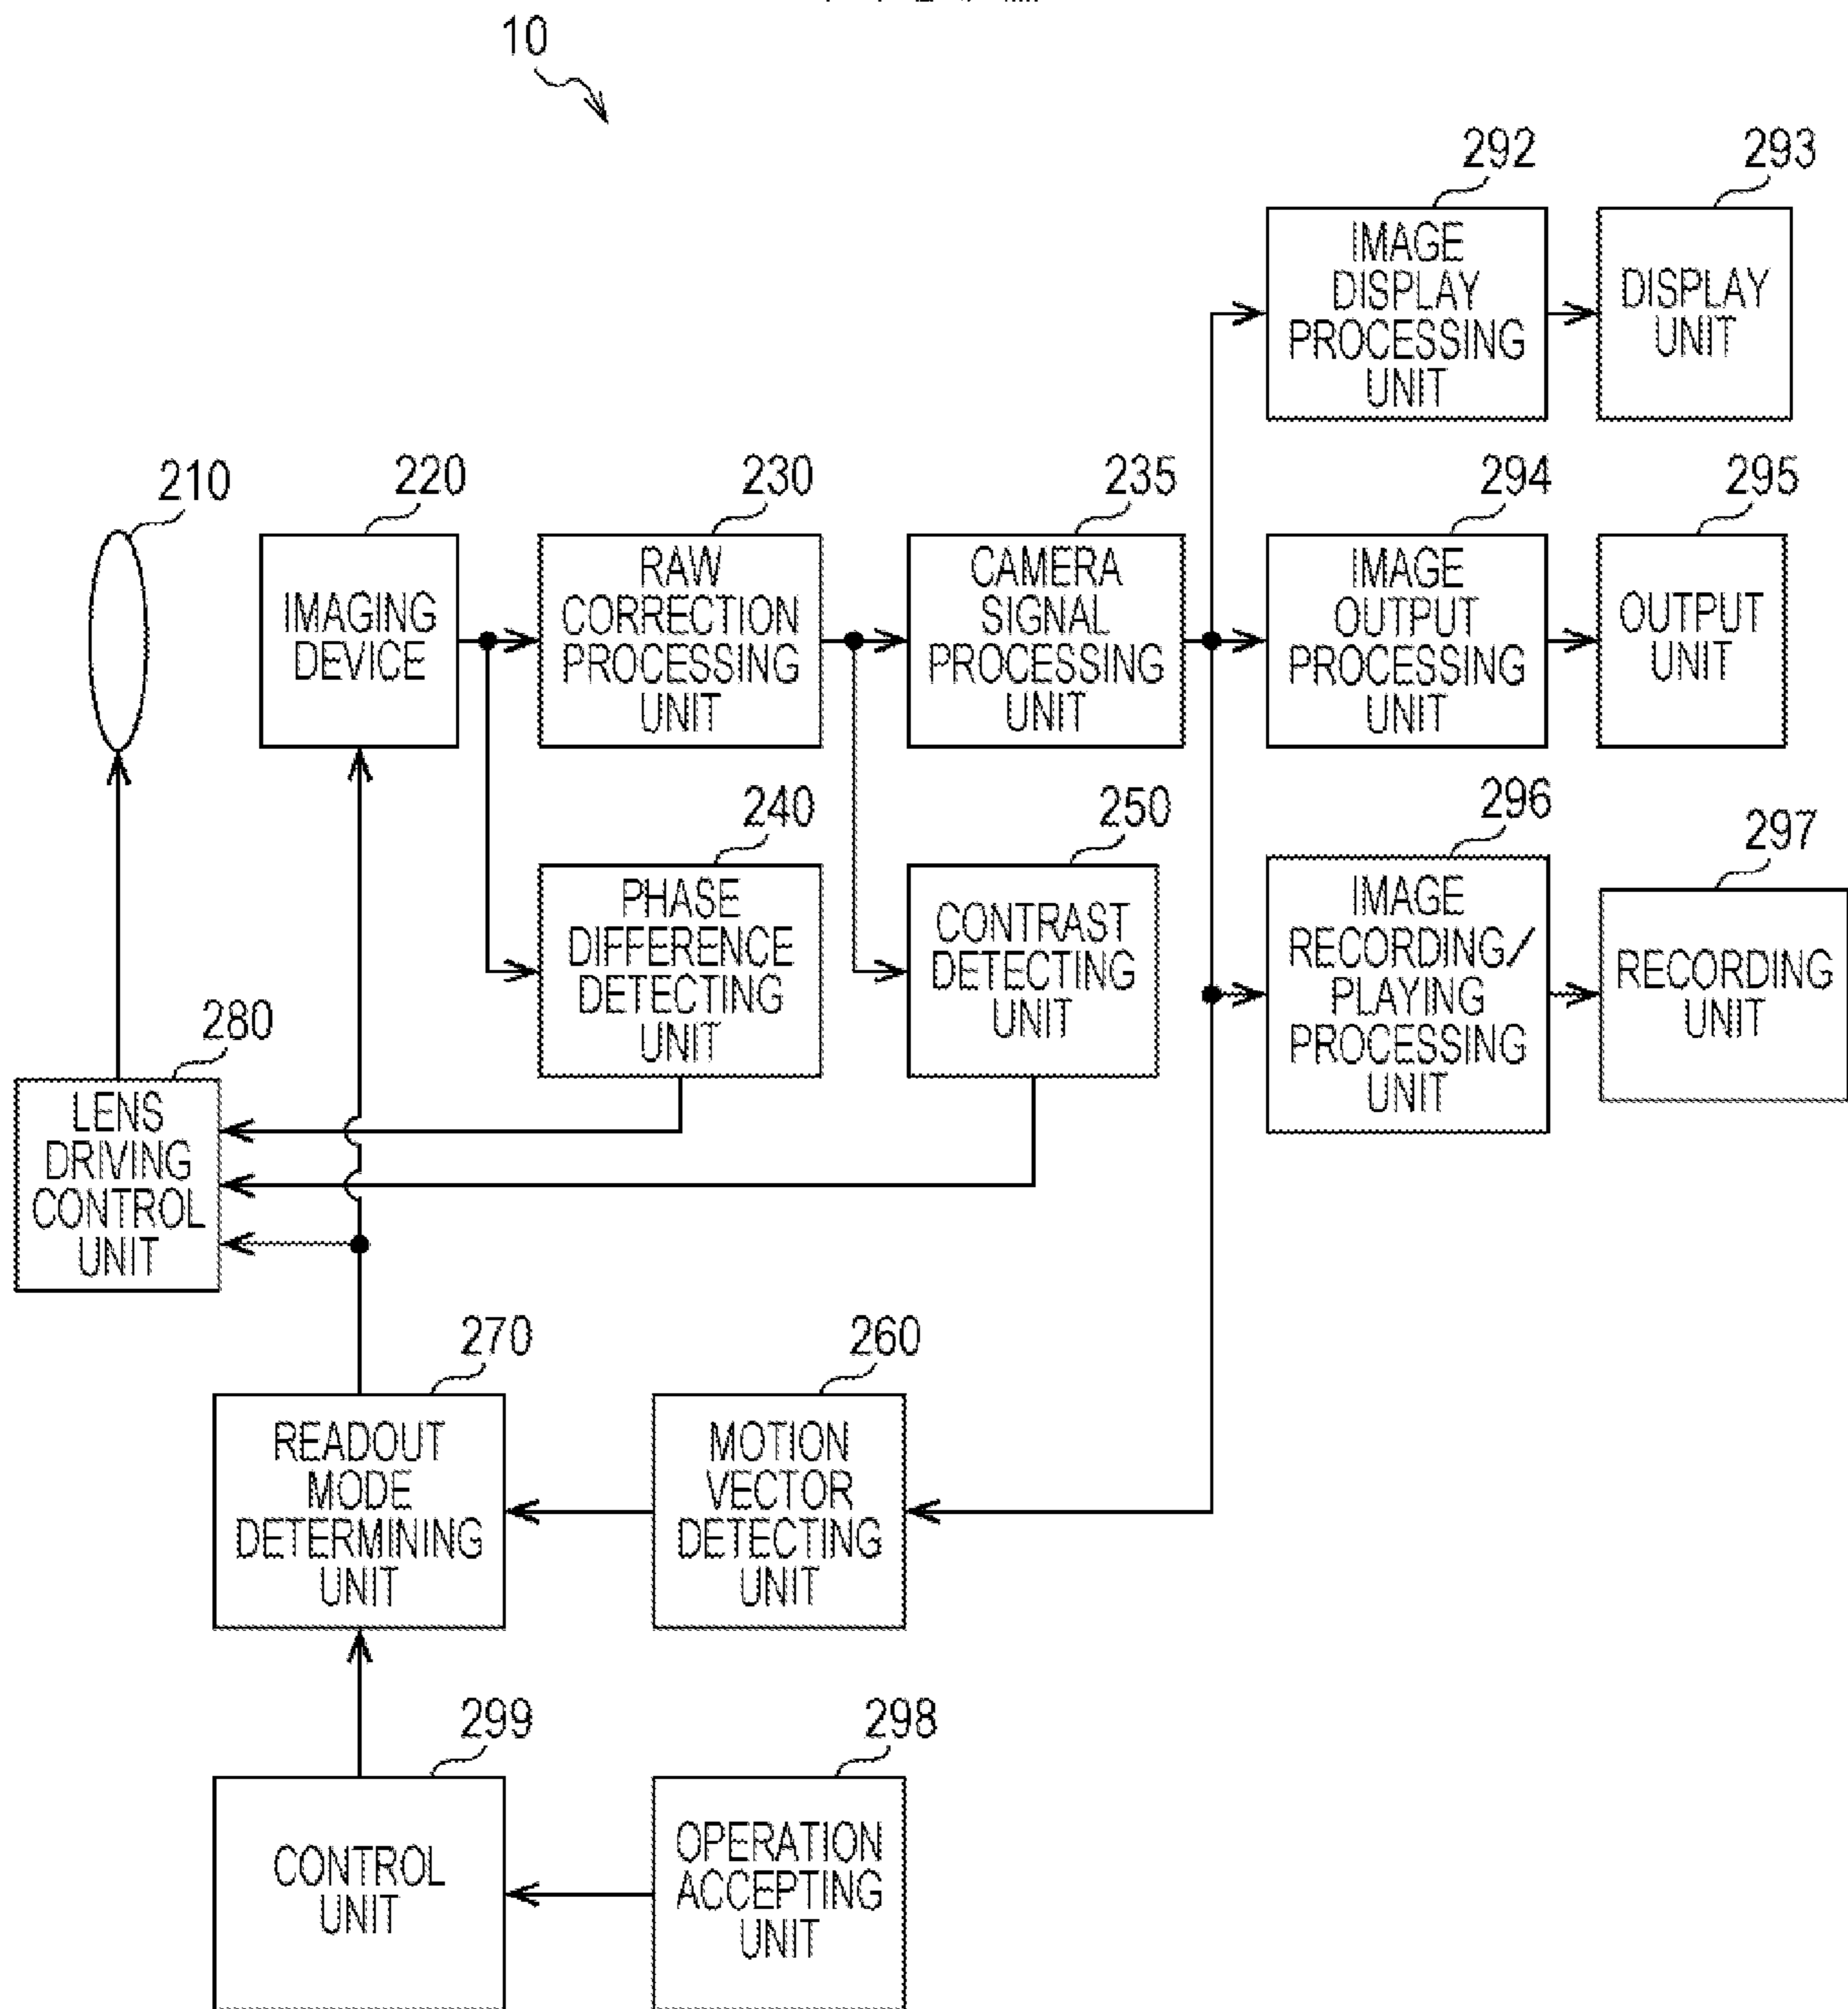 10
292
293
IMAGE
DISPLAY
PROCESSING
UNIT
DISPLAY
UNIT
210
220
230
235
294
295
IMAGING
DEVICE
RAW
CORRECTION
PROCESSING
UNIT
CAMERA
SIGNAL
PROCESSING
UNIT
IMAGE
OUTPUT
PROCESSING
UNIT
OUTPUT
UNIT
240
250
296
297
PHASE
DIFFERENCE
DETECTING
UNIT
CONTRAST
DETECTING
UNIT
IMAGE
RECORDING/
PLAYING
PROCESSING
UNIT
RECORDING
UNIT
280
LENS
DRIVING
CONTROL
UNIT
270
260
READOUT
MODE
DETERMINING
UNIT
MOTION
VECTOR
DETECTING
UNIT
299
298
CONTROL
UNIT
OPERATION
ACCEPTING
UNIT